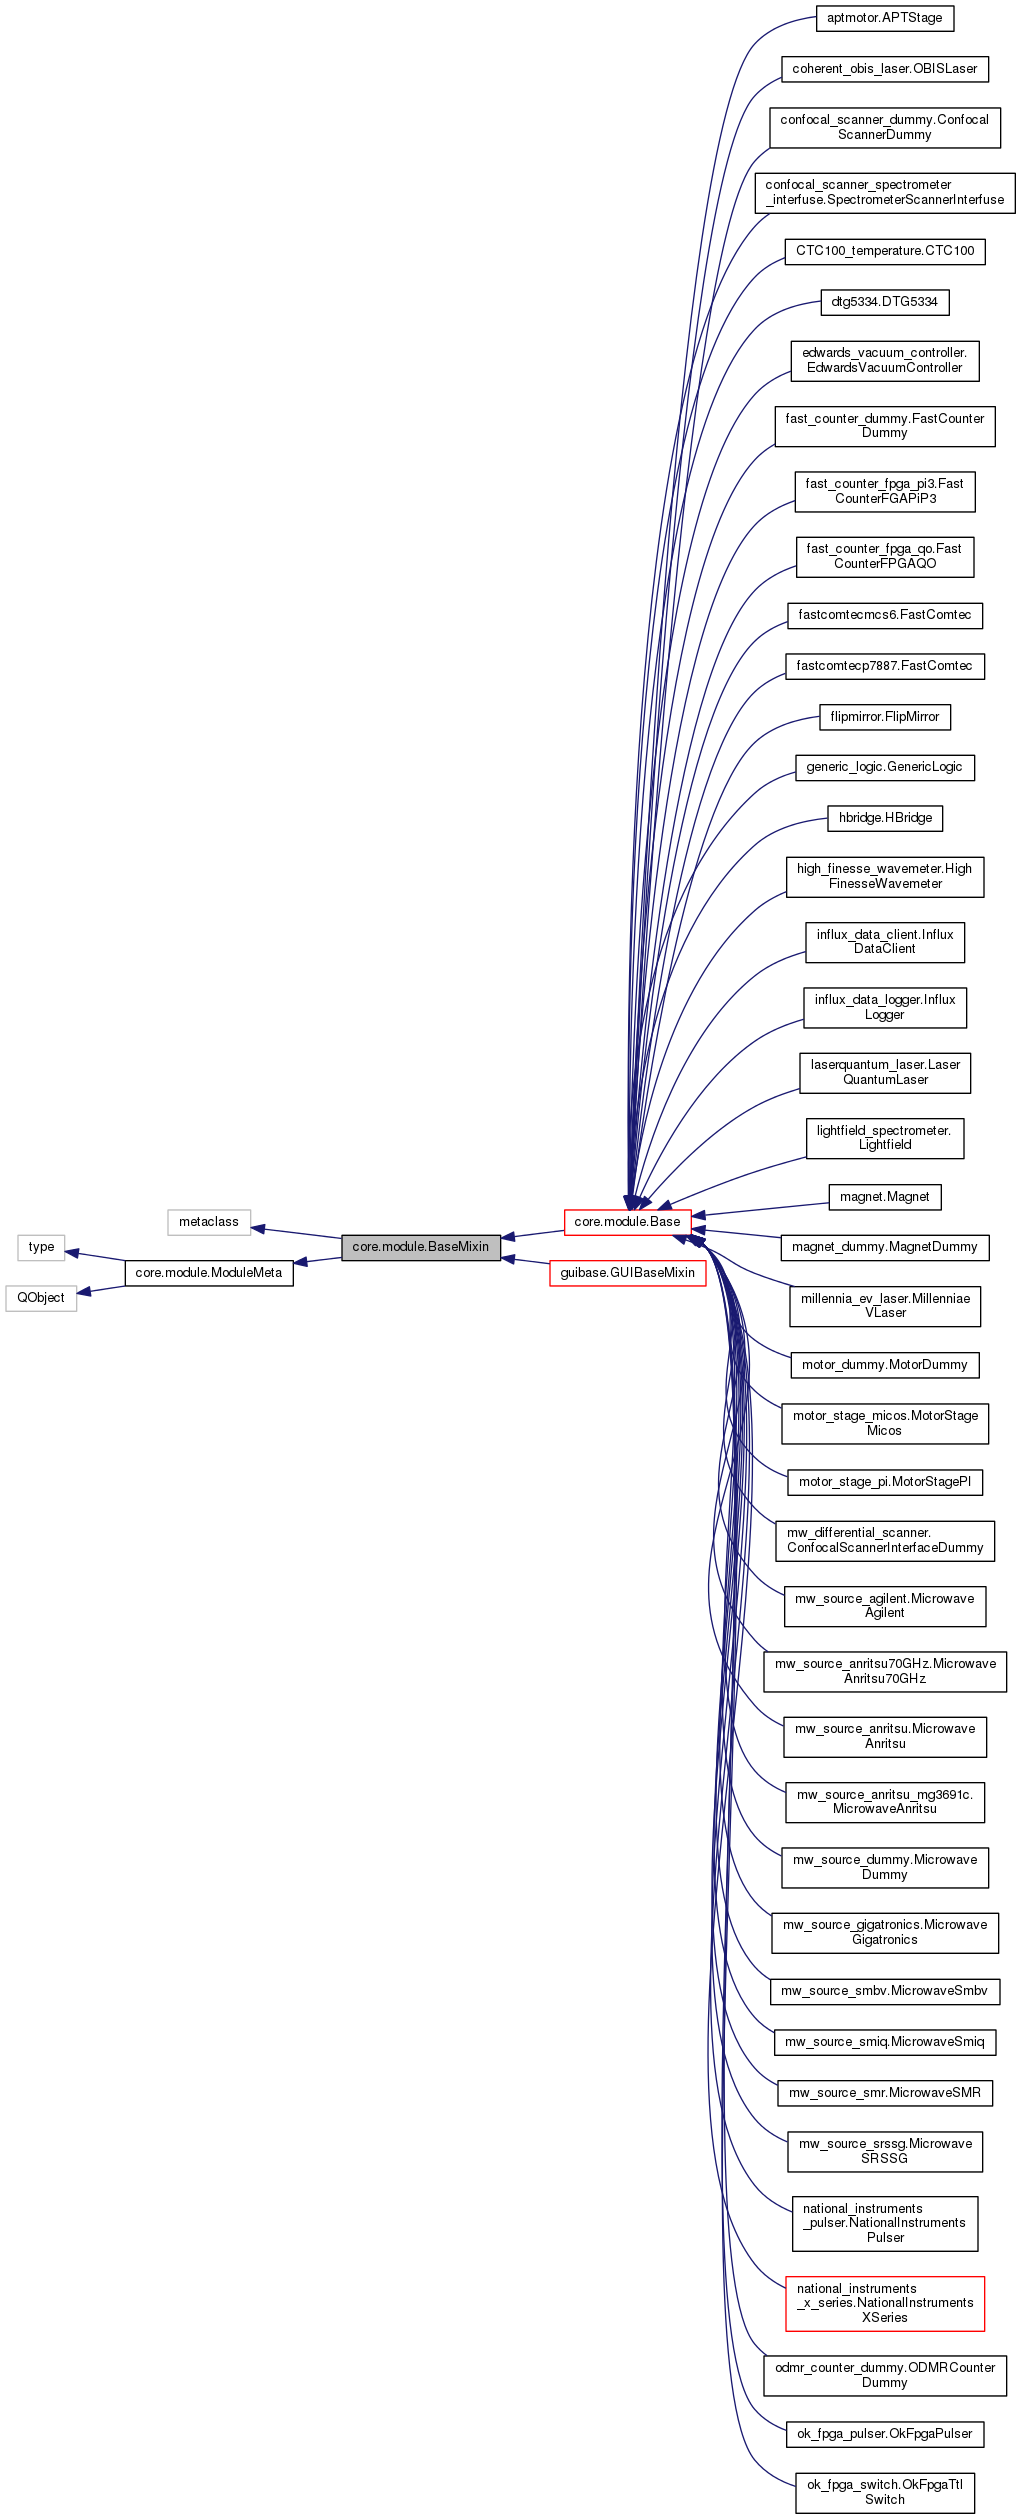 aptmotor.APTStage
coherent_obis_laser.OBISLaser
confocal_scanner_dummy.Confocal
ScannerDummy
confocal_scanner_spectrometer
_interfuse.SpectrometerScannerInterfuse
CTC100_temperature.CTC100
dtg5334.DTG5334
edwards_vacuum_controller.
EdwardsVacuumController
fast_counter_dummy.FastCounter
Dummy
fast_counter_fpga_pi3.Fast
CounterFGAPiP3
fast_counter_fpga_qo.Fast
CounterFPGAQO
fastcomtecmcs6.FastComtec
fastcomtecp7887.FastComtec
flipmirror.FlipMirror
generic_logic.GenericLogic
hbridge.HBridge
high_finesse_wavemeter.High
FinesseWavemeter
influx_data_client.Influx
DataClient
influx_data_logger.Influx
Logger
laserquantum_laser.Laser
QuantumLaser
lightfield_spectrometer.
Lightfield
magnet.Magnet
metaclass
core.module.Base
type
core.module.BaseMixin
magnet_dummy.MagnetDummy
core.module.ModuleMeta
guibase.GUIBaseMixin
QObject
millennia_ev_laser.Millenniae
VLaser
motor_dummy.MotorDummy
motor_stage_micos.MotorStage
Micos
motor_stage_pi.MotorStagePI
mw_differential_scanner.
ConfocalScannerInterfaceDummy
mw_source_agilent.Microwave
Agilent
mw_source_anritsu70GHz.Microwave
Anritsu70GHz
mw_source_anritsu.Microwave
Anritsu
mw_source_anritsu_mg3691c.
MicrowaveAnritsu
mw_source_dummy.Microwave
Dummy
mw_source_gigatronics.Microwave
Gigatronics
mw_source_smbv.MicrowaveSmbv
mw_source_smiq.MicrowaveSmiq
mw_source_smr.MicrowaveSMR
mw_source_srssg.Microwave
SRSSG
national_instruments
_pulser.NationalInstruments
Pulser
national_instruments
_x_series.NationalInstruments
XSeries
odmr_counter_dummy.ODMRCounter
Dummy
ok_fpga_pulser.OkFpgaPulser
ok_fpga_switch.OkFpgaTtl
Switch